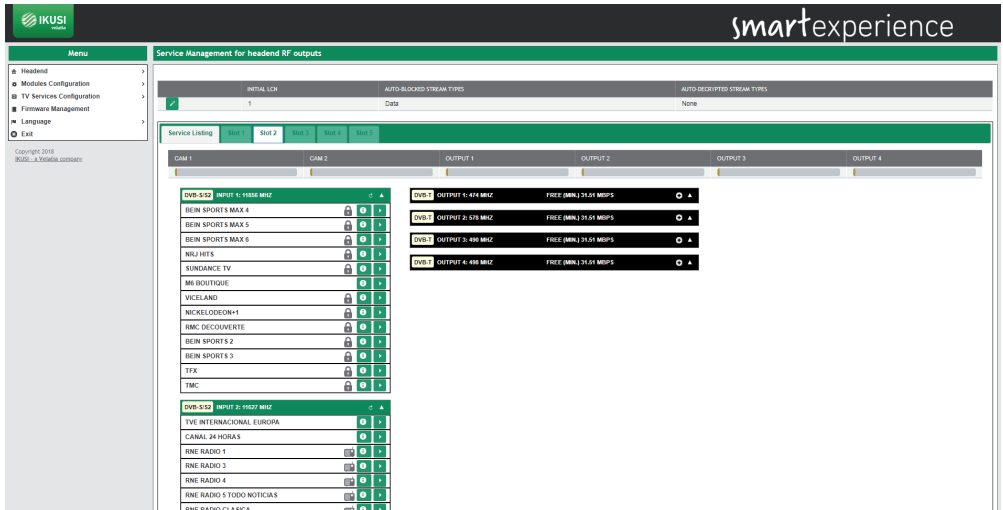 IKUSI
velatia
smartexperience
Menu
Headend
Modules Configuration
TV Services Configuration
Firmware Management
Language
Exit
Copyright 2018
IKUSI - a Velatia company
Service Management for headend RF outputs
INITIAL LCN AUTO-BLOCKED STREAM TYPES AUTO-DECRYPTED STREAM TYPES
1 Data None
Service Listing Slot 1 Slot 2 Slot 3 Slot 4 Slot 5
CAM 1 CAM 2 OUTPUT 1 OUTPUT 2 OUTPUT 3 OUTPUT 4
DVB-S/S2 INPUT 1: 11856 MHZ
BEIN SPORTS MAX 4
BEIN SPORTS MAX 5
BEIN SPORTS MAX 6
NRJ HITS
SUNDANCE TV
M6 BOUTIQUE
VICELAND
NICKELODEON+1
RMC DECOUVERTE
BEIN SPORTS 2
BEIN SPORTS 3
TFX
TMC
DVB-S/S2 INPUT 2: 11627 MHZ
TVE INTERNACIONAL EUROPA
CANAL 24 HORAS
RNE RADIO 1
RNE RADIO 3
RNE RADIO 4
RNE RADIO 5 TODO NOTICIAS
RNE RADIO CLASICA
DVB-T OUTPUT 1: 474 MHZ FREE (MIN.) 31.51 MBPS
DVB-T OUTPUT 2: 578 MHZ FREE (MIN.) 31.51 MBPS
DVB-T OUTPUT 3: 490 MHZ FREE (MIN.) 31.51 MBPS
DVB-T OUTPUT 4: 498 MHZ FREE (MIN.) 31.51 MBPS